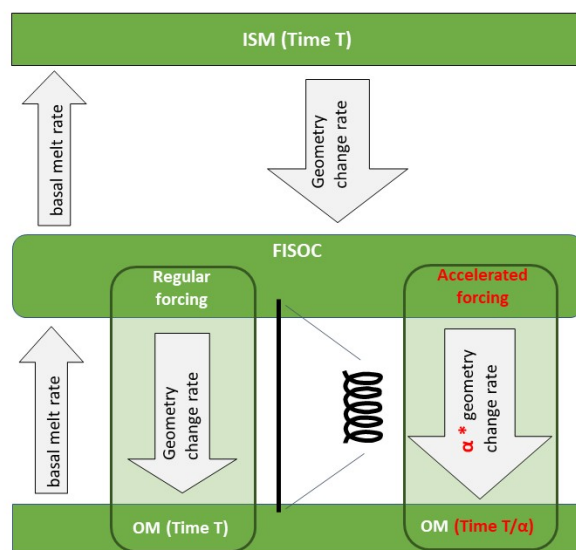 ISM (Time T)
basal melt rate
Geometry
change rate
FISOC
Regular
forcing
Accelerated
forcing
basal melt rate
Geometry
change rate
α * geometry
change rate
OM (Time T)
OM (Time T/α)